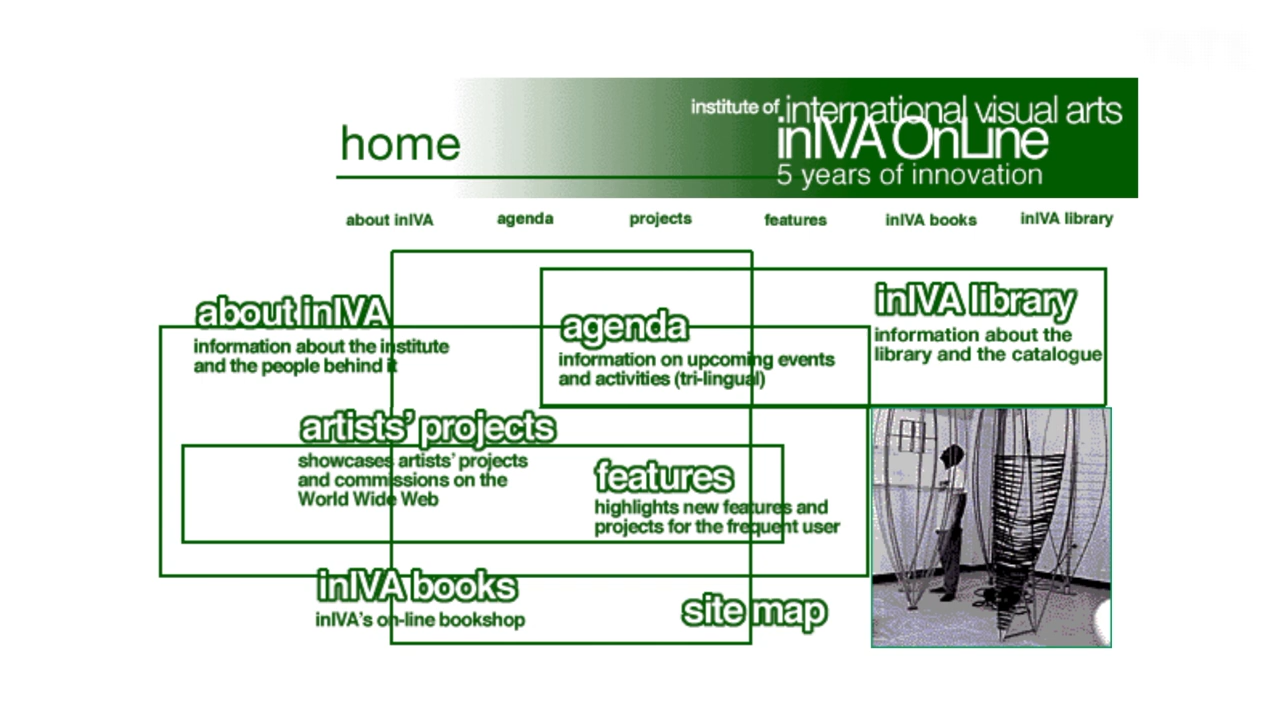 TATE
institute of international visual arts
home
inIVA OnLine
5 years of innovation
about inIVA
agenda
projects
features
inIVA books
inIVA library
about inIVA
information about the institute
and the people behind it
agenda
information on upcoming events
and activities (tri-lingual)
inIVA library
information about the
library and the catalogue
artists' projects
showcases artists' projects
and commissions on the
World Wide Web
features
highlights new features and
projects for the frequent user
inIVA books
inIVA's on-line bookshop
site map